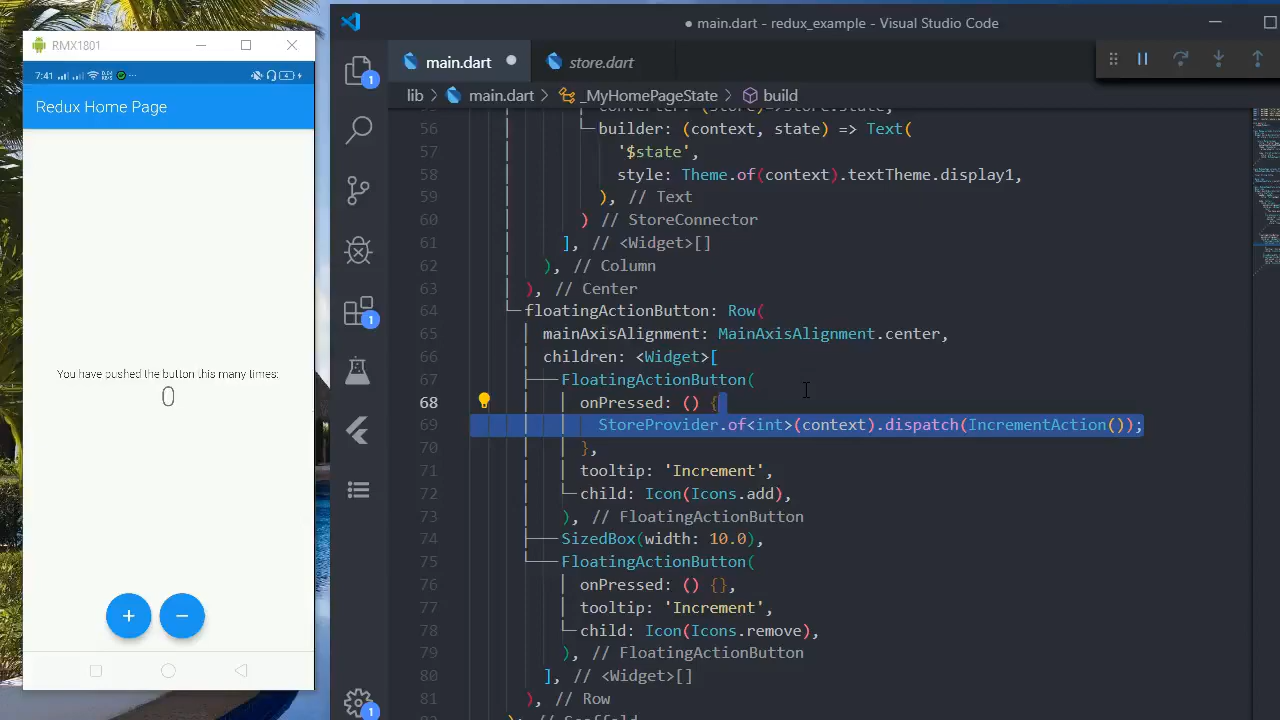 RMX1801
7:41
4
Redux Home Page
You have pushed the button this many times:
0
+
−
main.dart - redux_example - Visual Studio Code
main.dart
store.dart
lib > main.dart > _MyHomePageState > build
56 builder: (context, state) => Text(
57 '$state',
58 style: Theme.of(context).textTheme.display1,
59 ), // Text
60 ) // StoreConnector
61 ], // <Widget>[]
62 ), // Column
63 ), // Center
64 floatingActionButton: Row(
65 mainAxisAlignment: MainAxisAlignment.center,
66 children: <Widget>[
67 FloatingActionButton(
68 onPressed: () {
69 StoreProvider.of<int>(context).dispatch(IncrementAction());
70 },
71 tooltip: 'Increment',
72 child: Icon(Icons.add),
73 ), // FloatingActionButton
74 SizedBox(width: 10.0),
75 FloatingActionButton(
76 onPressed: () {},
77 tooltip: 'Increment',
78 child: Icon(Icons.remove),
79 ), // FloatingActionButton
80 ], // <Widget>[]
81 ), // Row
1
1
1